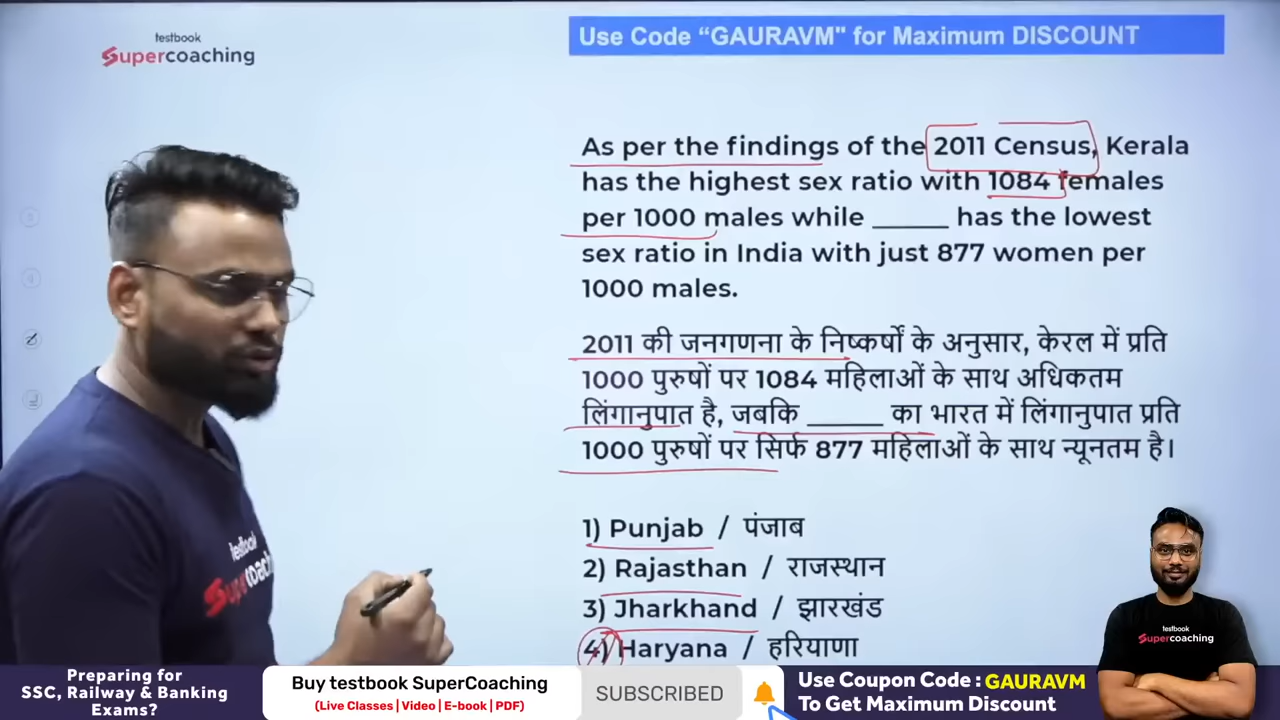 testbook
Supercoaching
Use Code “GAURAVM" for Maximum DISCOUNT
As per the findings of the 2011 Census, Kerala
has the highest sex ratio with 1084 females
per 1000 males while ______ has the lowest
sex ratio in India with just 877 women per
1000 males.
2011 की जनगणना के निष्कर्षों के अनुसार, केरल में प्रति
1000 पुरुषों पर 1084 महिलाओं के साथ अधिकतम
लिंगानुपात है, जबकि ______ का भारत में लिंगानुपात प्रति
1000 पुरुषों पर सिर्फ 877 महिलाओं के साथ न्यूनतम है।
1) Punjab / पंजाब
2) Rajasthan / राजस्थान
3) Jharkhand / झारखंड
4) Haryana / हरियाणा
testbook
Supercoach
testbook
Supercoaching
Preparing for
SSC, Railway & Banking
Exams?
Buy testbook SuperCoaching
(Live Classes | Video | E-book | PDF)
SUBSCRIBED
Use Coupon Code : GAURAVM
To Get Maximum Discount